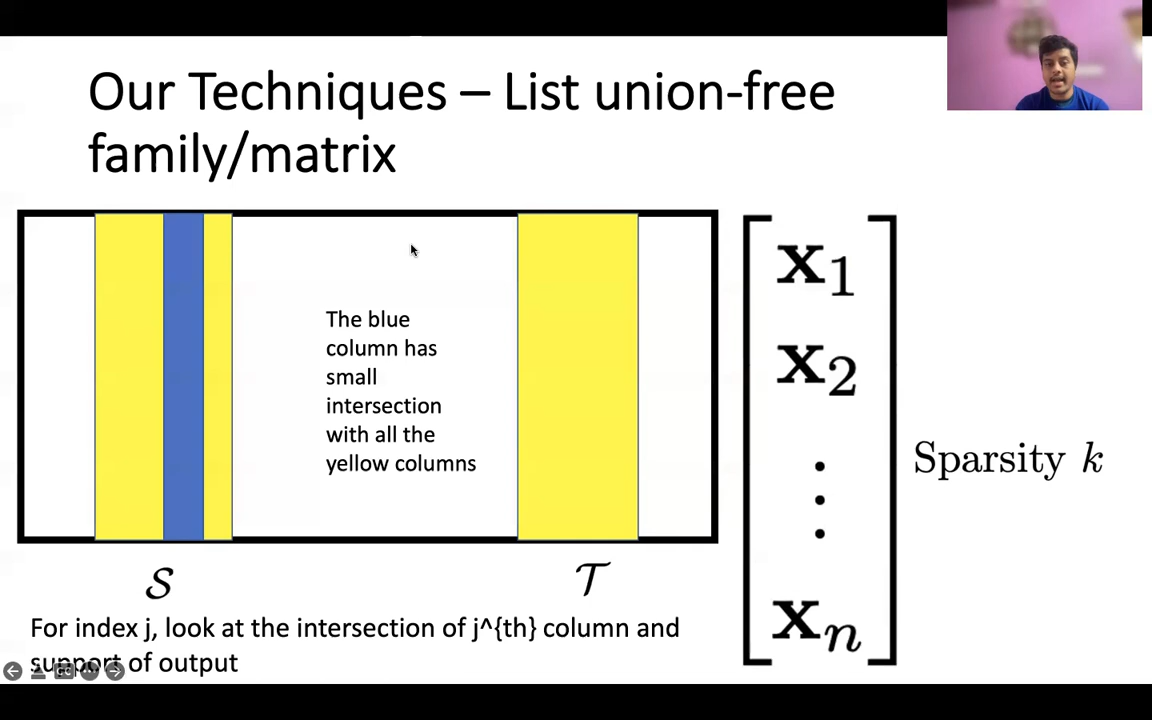 Our Techniques – List union-free
family/matrix
The blue
column has
small
intersection
with all the
yellow columns
x₁
x₂
⋮
xₙ
Sparsity k
𝒮
𝒯
For index j, look at the intersection of j^{th} column and
support of output